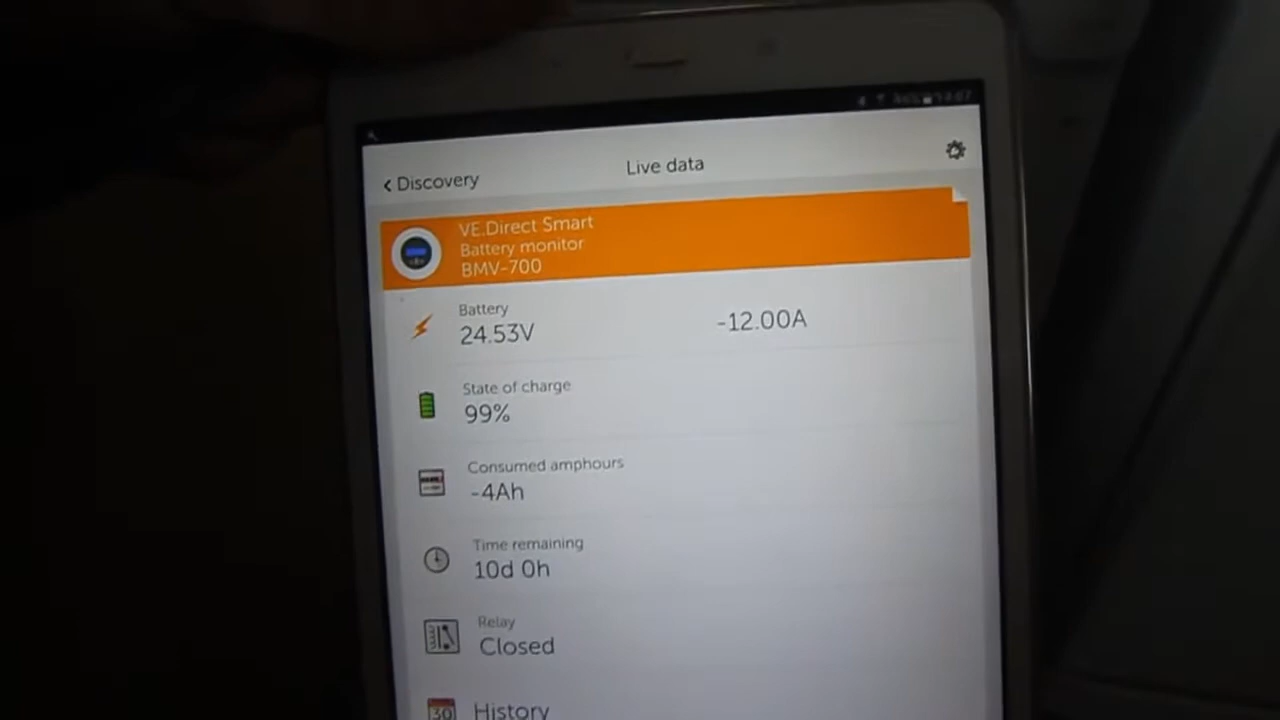 < Discovery
Live data
VE.Direct Smart
Battery monitor
BMV-700
Battery
24.53V
-12.00A
State of charge
99%
Consumed amphours
-4Ah
Time remaining
10d 0h
Relay
Closed
30
History